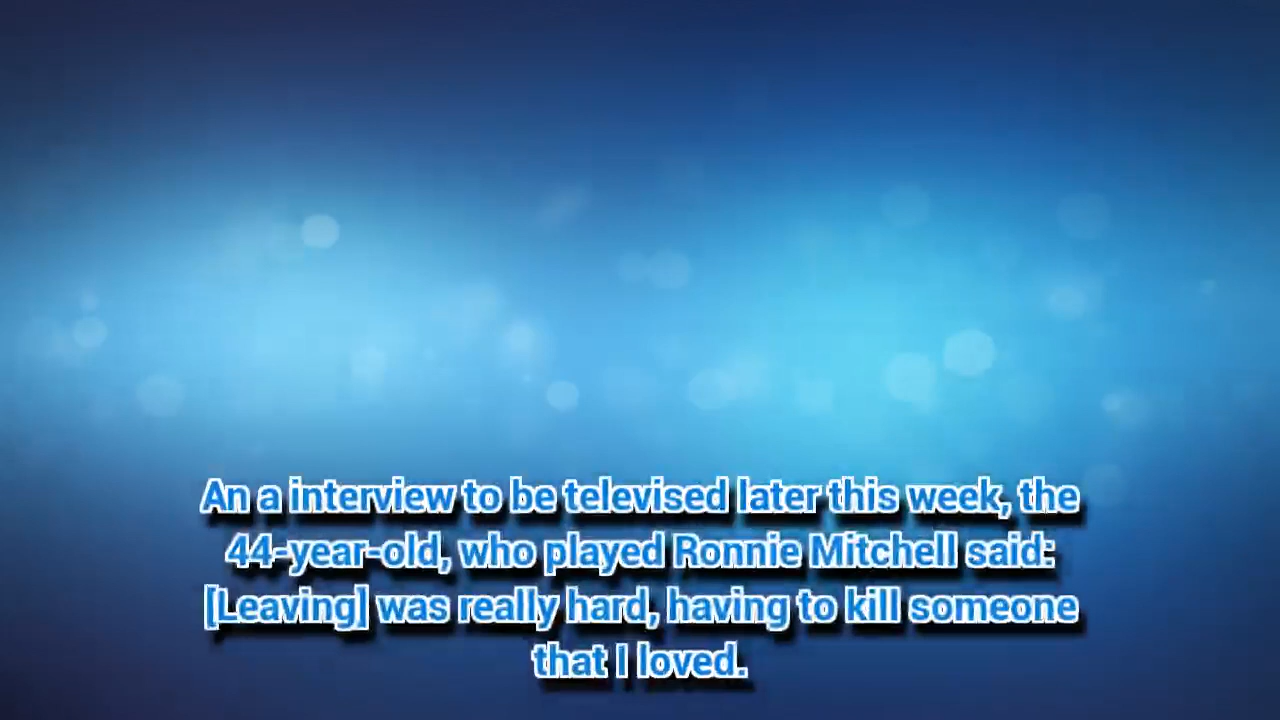 An a interview to be televised later this week, the
44-year-old, who played Ronnie Mitchell said:
[Leaving] was really hard, having to kill someone
that I loved.